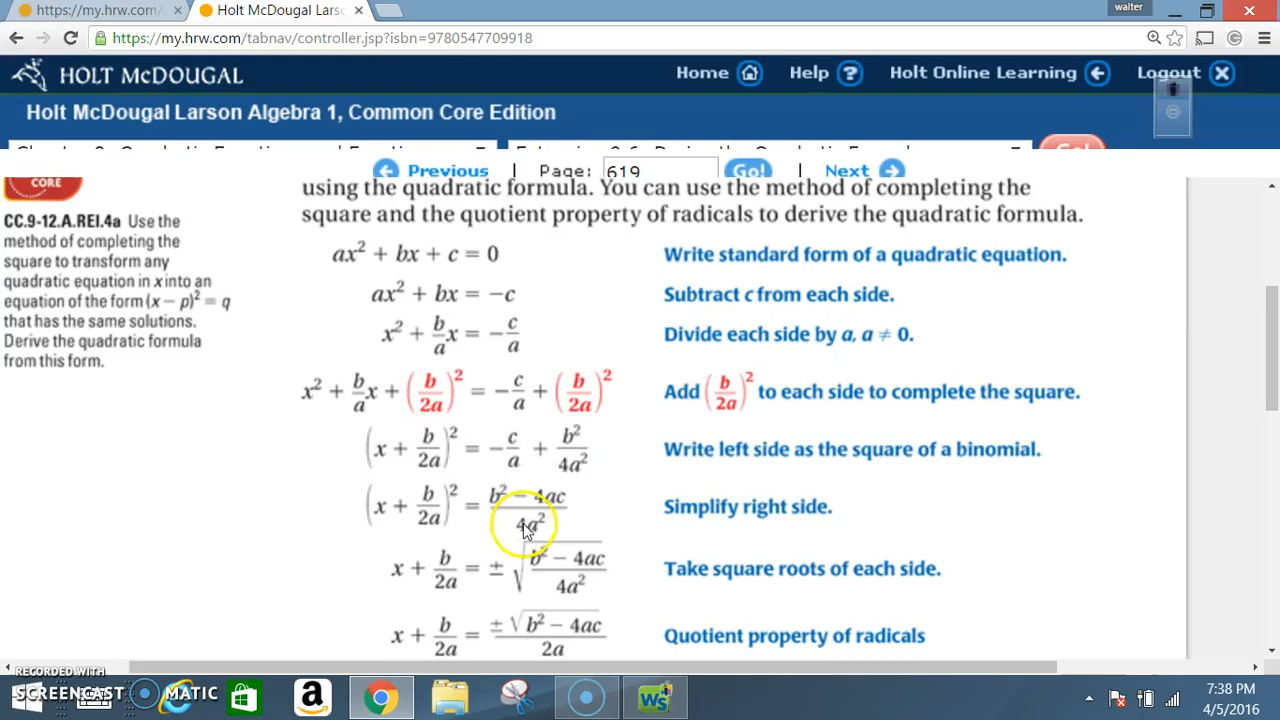 https://my.hrw.com/tabnav/c
Holt McDougal Lars
walter
https://my.hrw.com/tabnav/controller.jsp?isbn=9780547709918
HOLT McDOUGAL
Home
Help
Holt Online Learning
Logout
Holt McDougal Larson Algebra 1, Common Core Edition
Previous | Page: 619 Go! | Next
CORE
CC.9-12.A.REI.4a Use the
method of completing the
square to transform any
quadratic equation in x into an
equation of the form (x − p)² = q
that has the same solutions.
Derive the quadratic formula
from this form.
using the quadratic formula. You can use the method of completing the
square and the quotient property of radicals to derive the quadratic formula.
ax² + bx + c = 0 Write standard form of a quadratic equation.
ax² + bx = −c Subtract c from each side.
x² + b/a x = −c/a Divide each side by a, a ≠ 0.
x² + b/a x + (b/2a)² = −c/a + (b/2a)² Add (b/2a)² to each side to complete the square.
(x + b/2a)² = −c/a + b²/4a² Write left side as the square of a binomial.
(x + b/2a)² = b² − 4ac/4a² Simplify right side.
x + b/2a = ± √b² − 4ac/4a² Take square roots of each side.
x + b/2a = ± √b² − 4ac/2a Quotient property of radicals
RECORDED WITH
SCREENCAST MATIC
WS
7:38 PM
4/5/2016